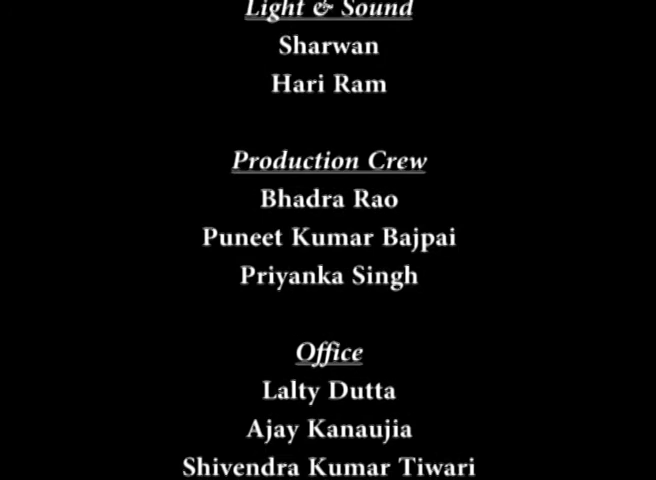 Light & Sound
Sharwan
Hari Ram
Production Crew
Bhadra Rao
Puneet Kumar Bajpai
Priyanka Singh
Office
Lalty Dutta
Ajay Kanaujia
Shivendra Kumar Tiwari